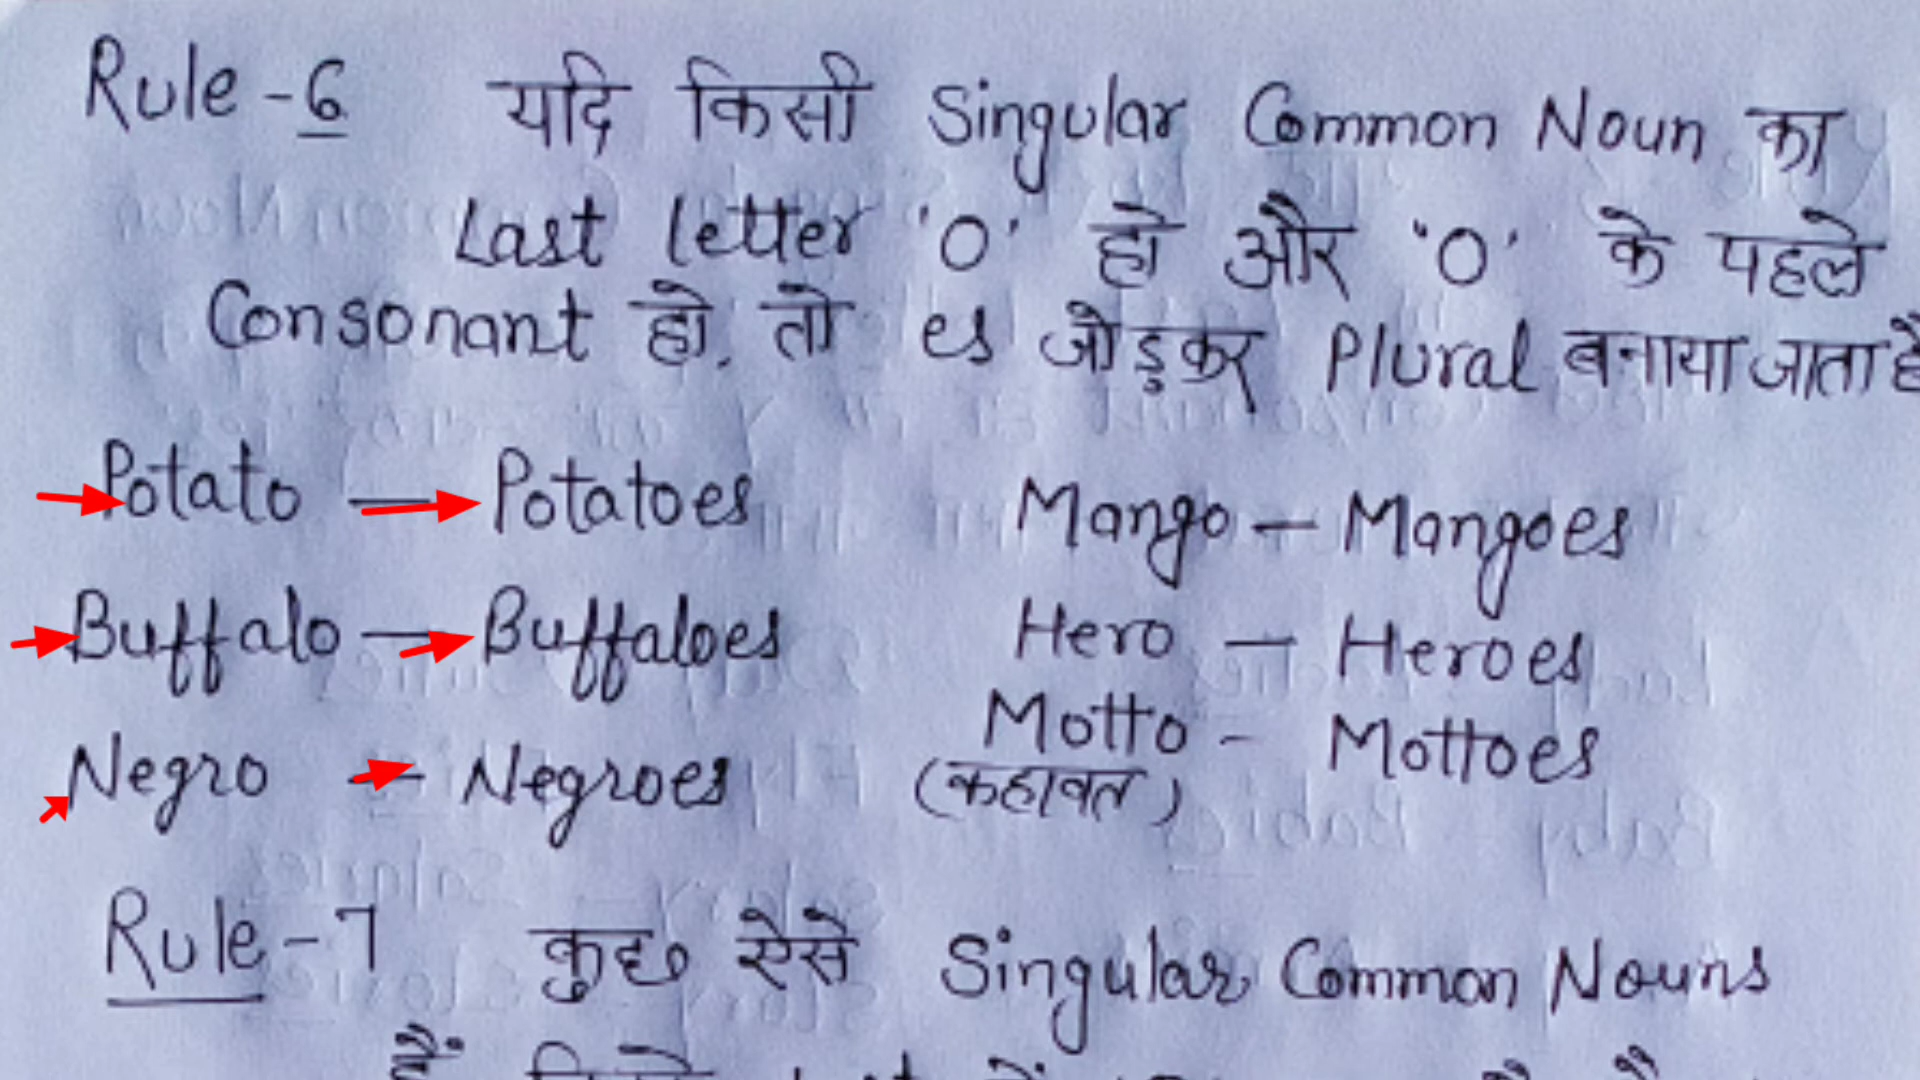 Rule-6 यदि किसी Singular Common Noun का
Last letter 'O' हो और 'O' के पहले
Consonant हो, तो es जोड़कर Plural बनाया जाता है
Potato — Potatoes Mango — Mangoes
Buffalo — Buffaloes Hero — Heroes
Negro — Negroes Motto - Mottoes
(कहावत)
Rule-7 कुछ ऐसे Singular Common Nouns